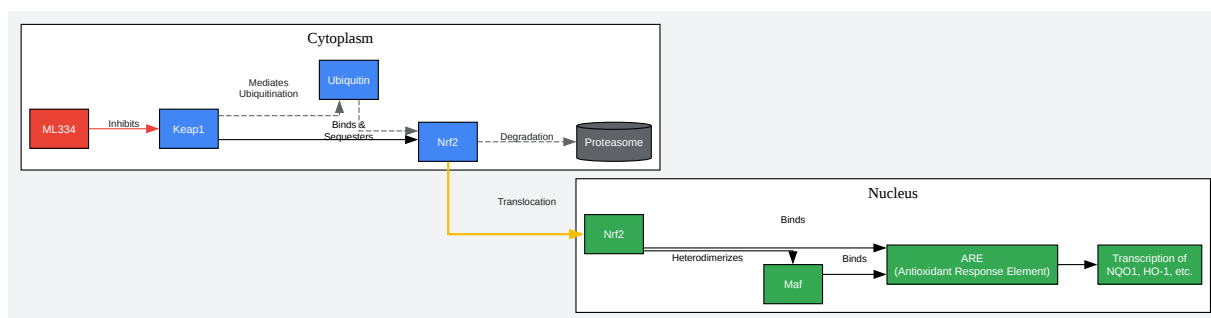 Cytoplasm
Mediates
Ubiquitination
Ubiquitin
ML334
Inhibits
Keap1
Binds &
Sequesters
Nrf2
Degradation
Proteasome
Translocation
Nucleus
Nrf2
Binds
Heterodimerizes
Maf
Binds
ARE
(Antioxidant Response Element)
Transcription of
NQO1, HO-1, etc.